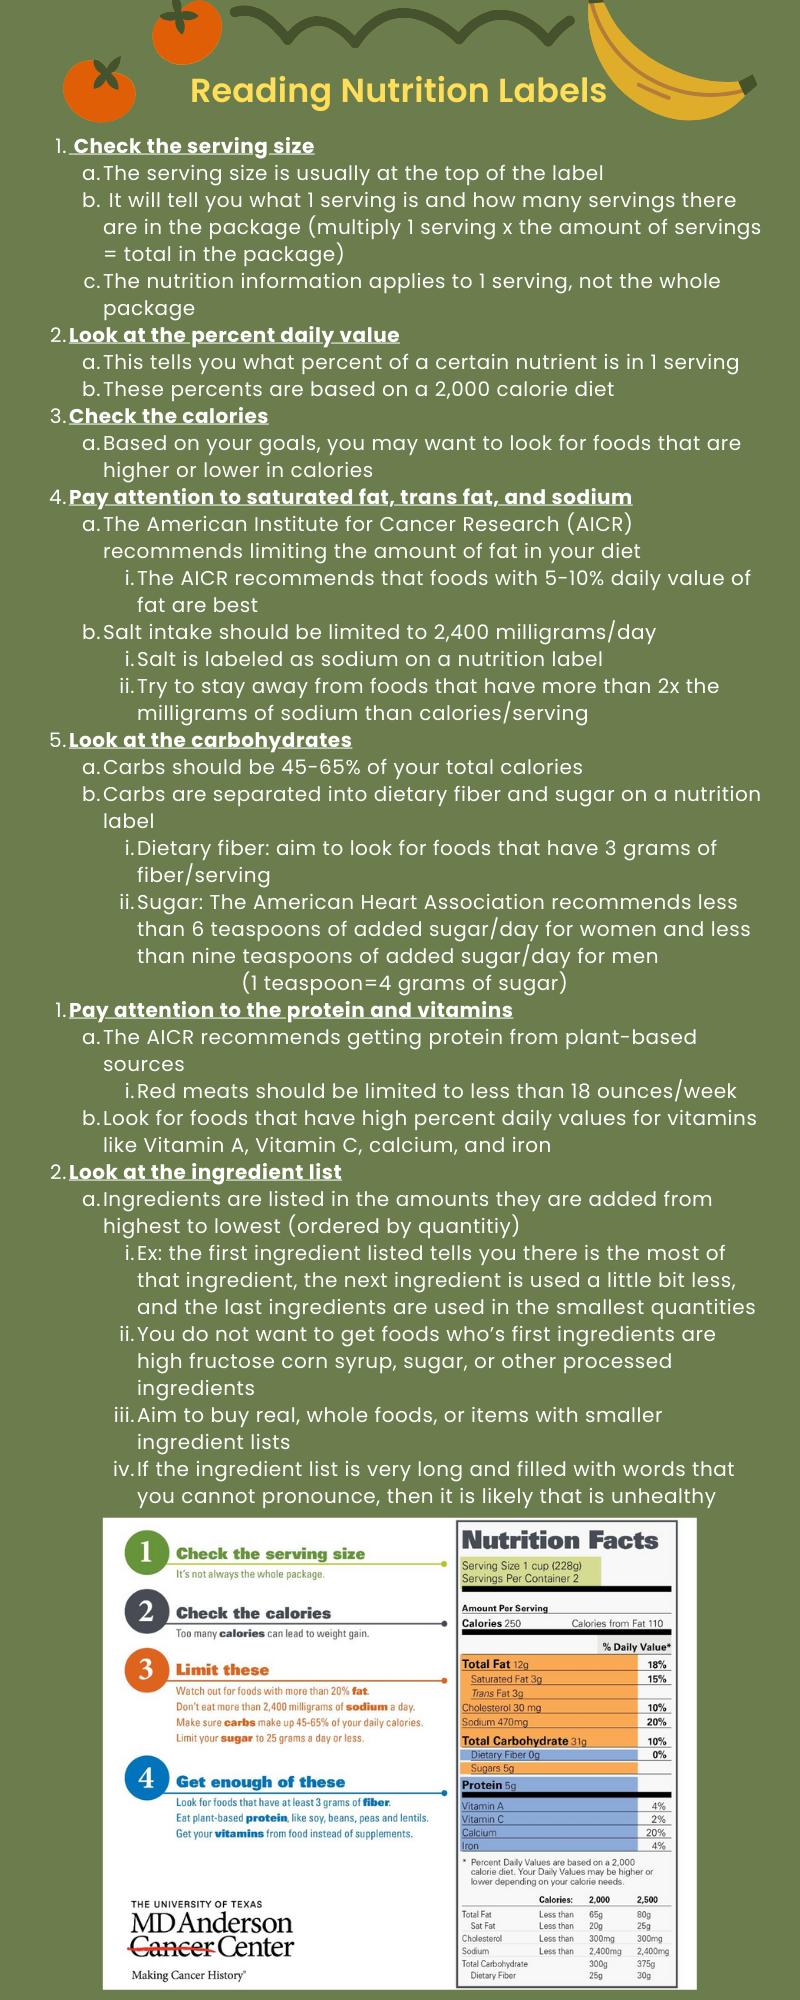 Reading Nutrition Labels
1. Check the serving size
a. The serving size is usually at the top of the label
b. It will tell you what 1 serving is and how many servings there
are in the package (multiply 1 serving x the amount of servings
= total in the package)
c. The nutrition information applies to 1 serving, not the whole
package
2. Look at the percent daily value
a. This tells you what percent of a certain nutrient is in 1 serving
b. These percents are based on a 2,000 calorie diet
3. Check the calories
a. Based on your goals, you may want to look for foods that are
higher or lower in calories
4. Pay attention to saturated fat, trans fat, and sodium
a. The American Institute for Cancer Research (AICR)
recommends limiting the amount of fat in your diet
i. The AICR recommends that foods with 5-10% daily value of
fat are best
b. Salt intake should be limited to 2,400 milligrams/day
i. Salt is labeled as sodium on a nutrition label
ii. Try to stay away from foods that have more than 2x the
milligrams of sodium than calories/serving
5. Look at the carbohydrates
a. Carbs should be 45-65% of your total calories
b. Carbs are separated into dietary fiber and sugar on a nutrition
label
i. Dietary fiber: aim to look for foods that have 3 grams of
fiber/serving
ii. Sugar: The American Heart Association recommends less
than 6 teaspoons of added sugar/day for women and less
than nine teaspoons of added sugar/day for men
(1 teaspoon=4 grams of sugar)
1. Pay attention to the protein and vitamins
a. The AICR recommends getting protein from plant-based
sources
i. Red meats should be limited to less than 18 ounces/week
b. Look for foods that have high percent daily values for vitamins
like Vitamin A, Vitamin C, calcium, and iron
2. Look at the ingredient list
a. Ingredients are listed in the amounts they are added from
highest to lowest (ordered by quantitiy)
i. Ex: the first ingredient listed tells you there is the most of
that ingredient, the next ingredient is used a little bit less,
and the last ingredients are used in the smallest quantities
ii. You do not want to get foods who's first ingredients are
high fructose corn syrup, sugar, or other processed
ingredients
iii. Aim to buy real, whole foods, or items with smaller
ingredient lists
iv. If the ingredient list is very long and filled with words that
you cannot pronounce, then it is likely that is unhealthy
1 Check the serving size
It's not always the whole package.
2 Check the calories
Too many calories can lead to weight gain.
3 Limit these
Watch out for foods with more than 20% fat.
Don't eat more than 2,400 milligrams of sodium a day.
Make sure carbs make up 45-65% of your daily calories.
Limit your sugar to 25 grams a day or less.
4 Get enough of these
Look for foods that have at least 3 grams of fiber.
Eat plant-based protein, like soy, beans, peas and lentils.
Get your vitamins from food instead of supplements.
THE UNIVERSITY OF TEXAS
MD Anderson
Cancer Center
Making Cancer History®
Nutrition Facts
Serving Size 1 cup (228g)
Servings Per Container 2
Amount Per Serving
Calories 250 Calories from Fat 110
% Daily Value*
Total Fat 12g 18%
Saturated Fat 3g 15%
Trans Fat 3g
Cholesterol 30 mg 10%
Sodium 470mg 20%
Total Carbohydrate 31g 10%
Dietary Fiber 0g 0%
Sugars 5g
Protein 5g
Vitamin A 4%
Vitamin C 2%
Calcium 20%
Iron 4%
* Percent Daily Values are based on a 2,000
calorie diet. Your Daily Values may be higher or
lower depending on your calorie needs.
Calories: 2,000 2,500
Total Fat Less than 65g 80g
Sat Fat Less than 20g 25g
Cholesterol Less than 300mg 300mg
Sodium Less than 2,400mg 2,400mg
Total Carbohydrate 300g 375g
Dietary Fiber 25g 30g